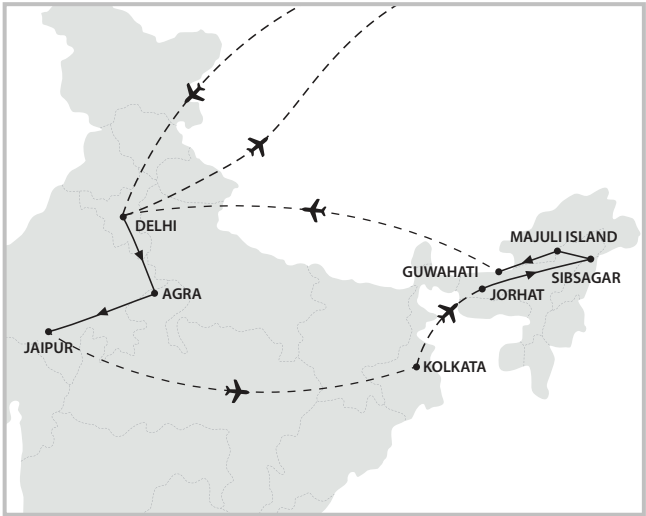 DELHI
MAJULI ISLAND
GUWAHATI
SIBSAGAR
JORHAT
AGRA
JAIPUR
KOLKATA